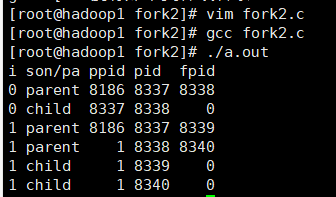 [root@hadoop1 fork2]# vim fork2.c
[root@hadoop1 fork2]# gcc fork2.c
[root@hadoop1 fork2]# ./a.out
i son/pa ppid pid  fpid
0 parent 8186 8337 8338
0 child  8337 8338    0
1 parent 8186 8337 8339
1 parent    1 8338 8340
1 child     1 8339    0
1 child     1 8340    0